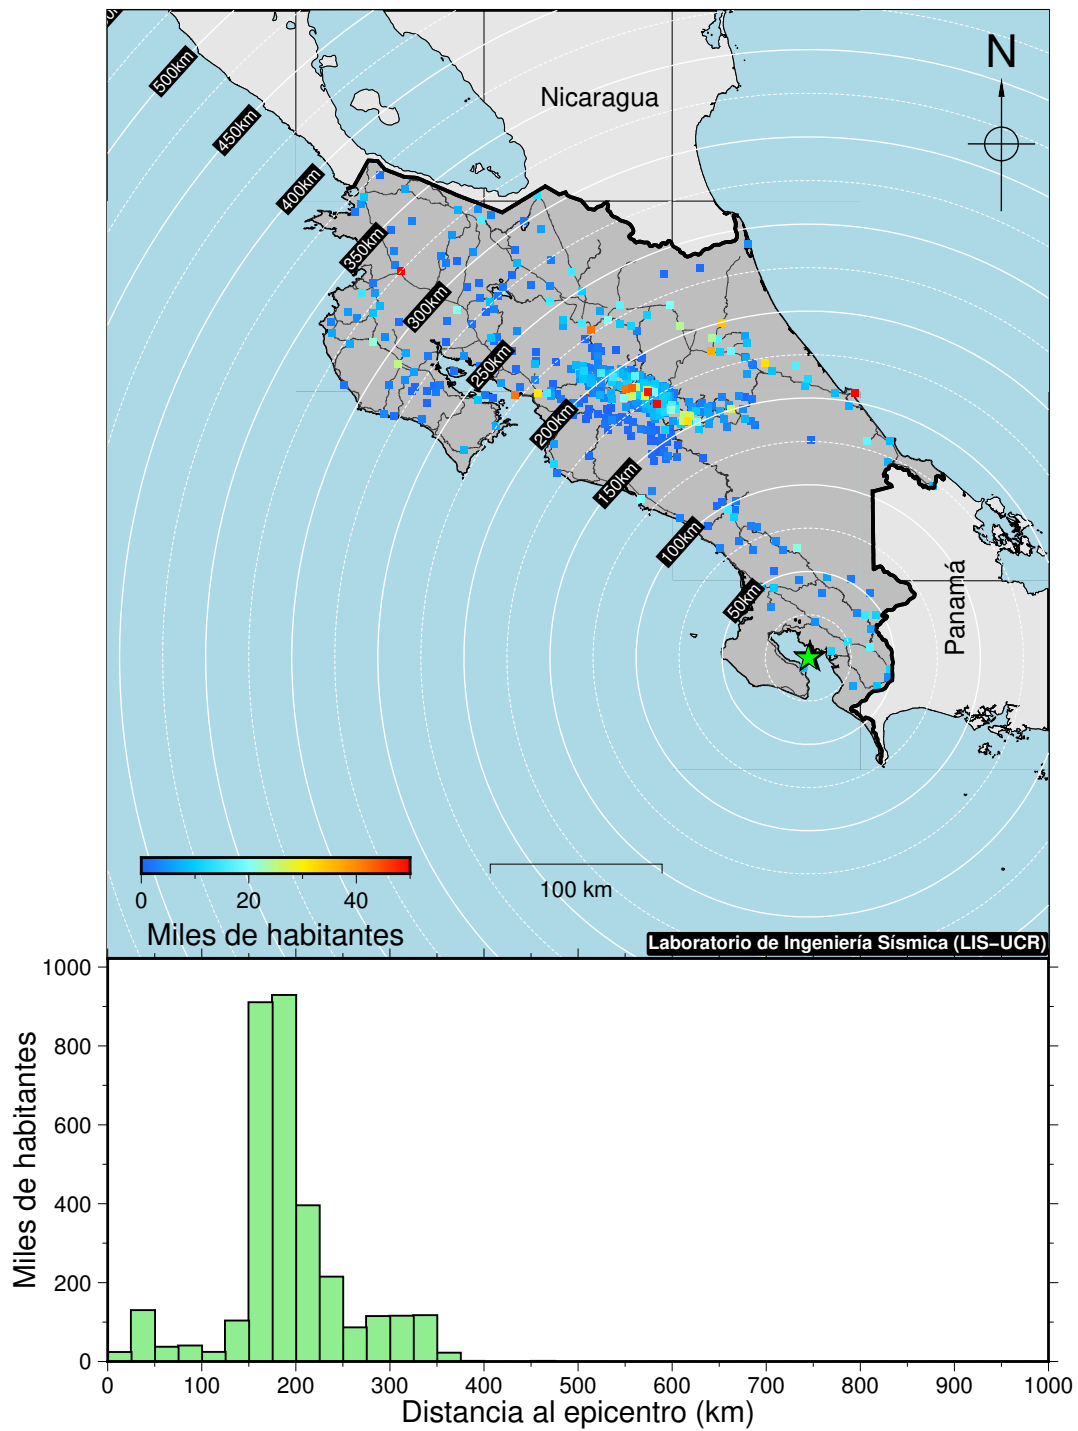 500km
450km
400km
350km
300km
250km
200km
150km
100km
50km
Nicaragua
N
Panamá
0 20 40
Miles de habitantes
100 km
Laboratorio de Ingeniería Sísmica (LIS−UCR)
Miles de habitantes
1000
800
600
400
200
0
0 100 200 300 400 500 600 700 800 900 1000
Distancia al epicentro (km)